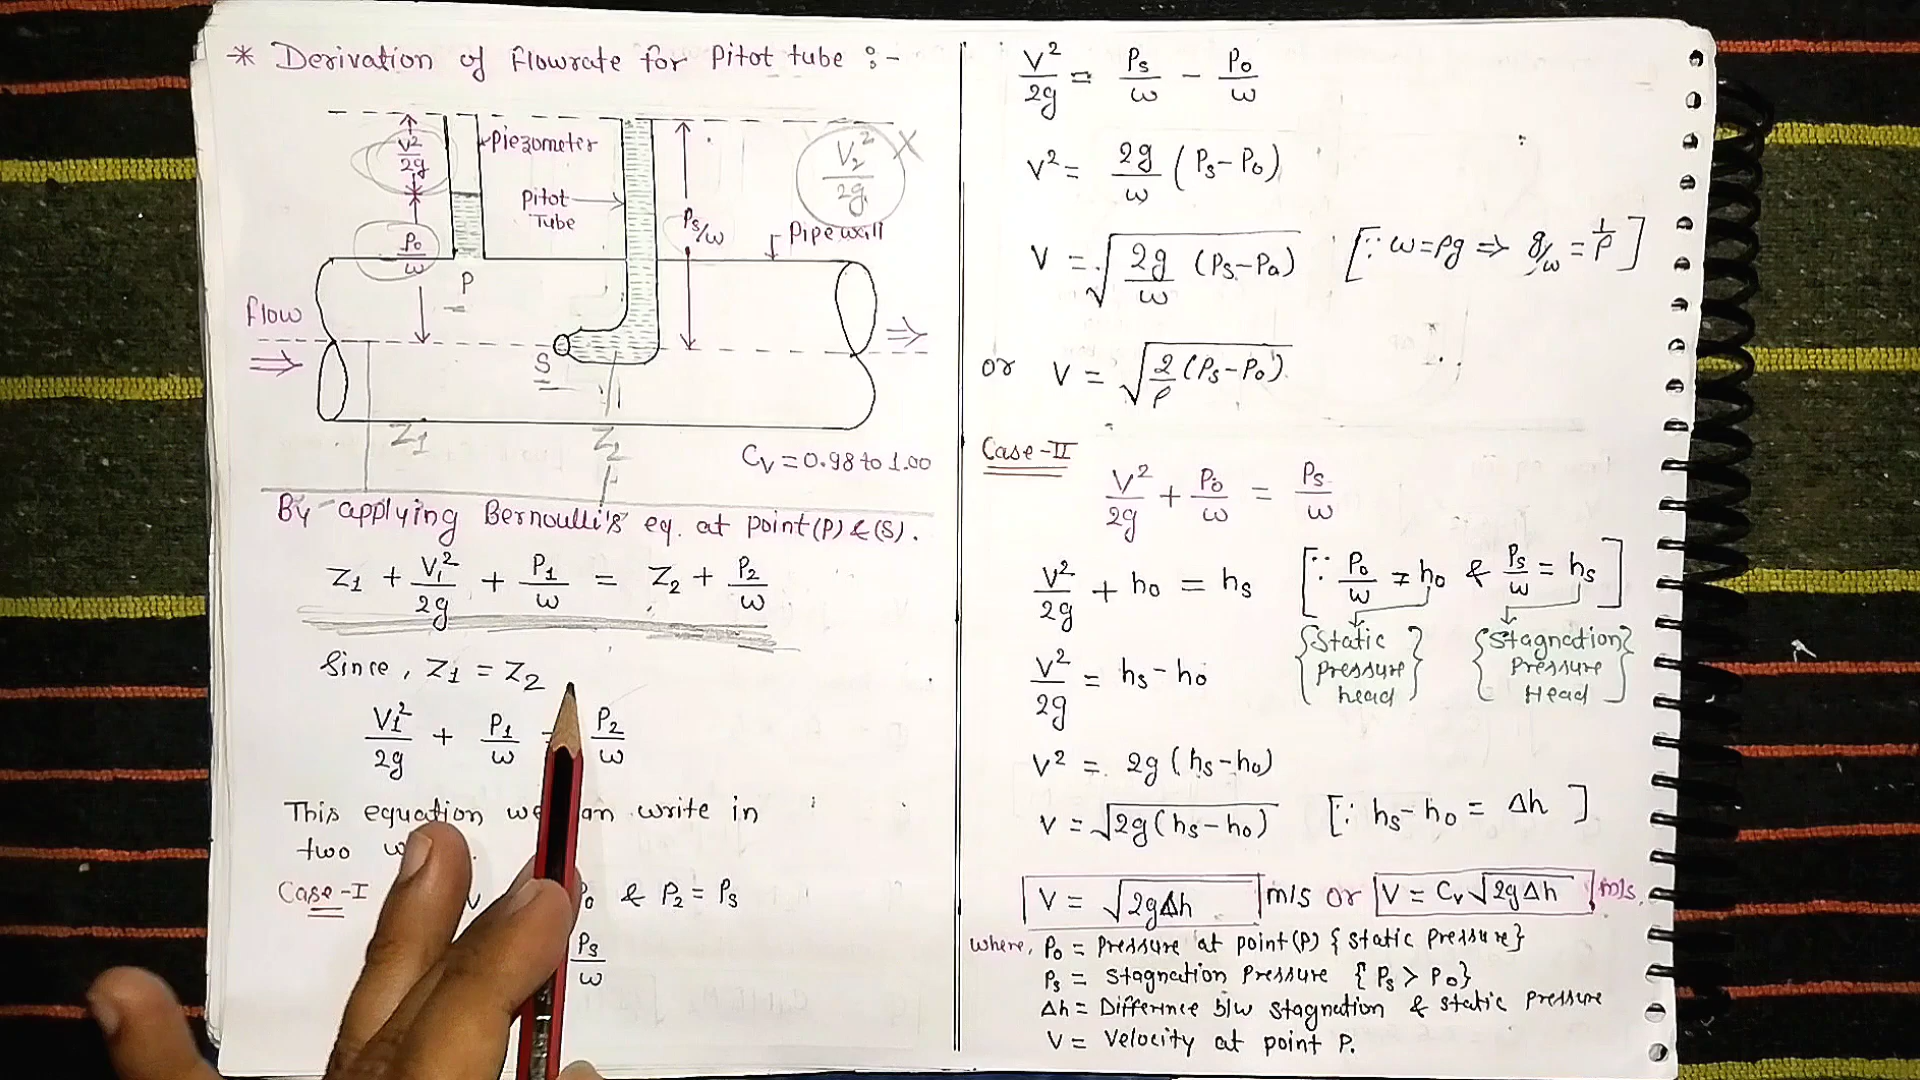 * Derivation of flowrate for Pitot tube :-
V²/2g
Piezometer
V₂²/2g X
Pitot Tube
Ps/w
Pipe wall
P₀/w
P
flow
S
Z1
Z2
Cv = 0.98 to 1.00
By applying Bernoulli's eq. at point (P) & (S).
Z1 + V1²/2g + P1/w = Z2 + P2/w
Since, Z1 = Z2
V1²/2g + P1/w = P2/w
This equation we an write in
two
Case-I & P2 = Ps
Ps/w
V²/2g = Ps/w - Po/w
V² = 2g/w (Ps-Po)
V = √(2g/w (Ps-Pa)) [∵ w=ρg ⇒ g/w = 1/ρ]
or V = √(2/ρ (Ps-Po))
Case-II
V²/2g + Po/w = Ps/w
V²/2g + ho = hs [∵ Po/w = ho & Ps/w = hs]
{Static pressure head} {Stagnation Pressure Head}
V²/2g = hs - ho
V² = 2g (hs-ho)
V = √2g(hs-ho) [∵ hs-ho = Δh]
V = √2gΔh m/s or V = Cv √2gΔh m/s.
where, Po = Pressure at point (P) {Static Pressure}
Ps = Stagnation Pressure {Ps > Po}
Δh = Difference b/w Stagnation & static Pressure
V = Velocity at point P.